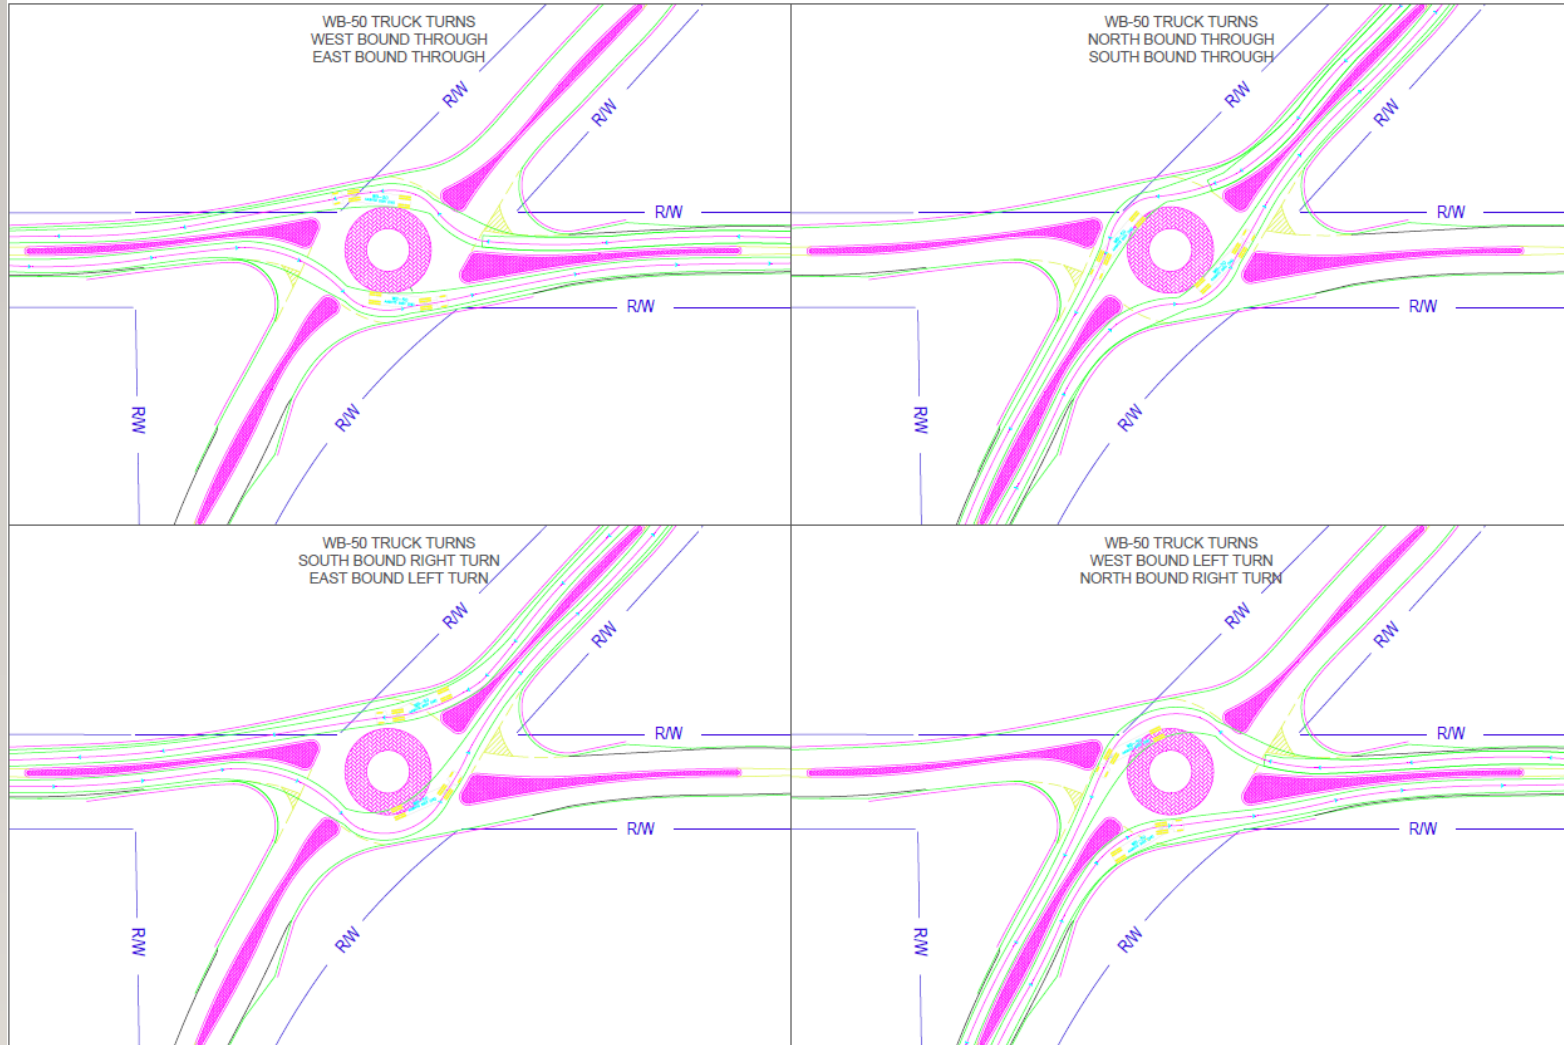 WB-50 TRUCK TURNS
WEST BOUND THROUGH
EAST BOUND THROUGH
R/W
R/W
R/W
R/W
R/W
R/W
WB-50 TRUCK TURNS
NORTH BOUND THROUGH
SOUTH BOUND THROUGH
R/W
R/W
R/W
R/W
R/W
R/W
WB-50 TRUCK TURNS
SOUTH BOUND RIGHT TURN
EAST BOUND LEFT TURN
R/W
R/W
R/W
R/W
R/W
R/W
WB-50 TRUCK TURNS
WEST BOUND LEFT TURN
NORTH BOUND RIGHT TURN
R/W
R/W
R/W
R/W
R/W
R/W